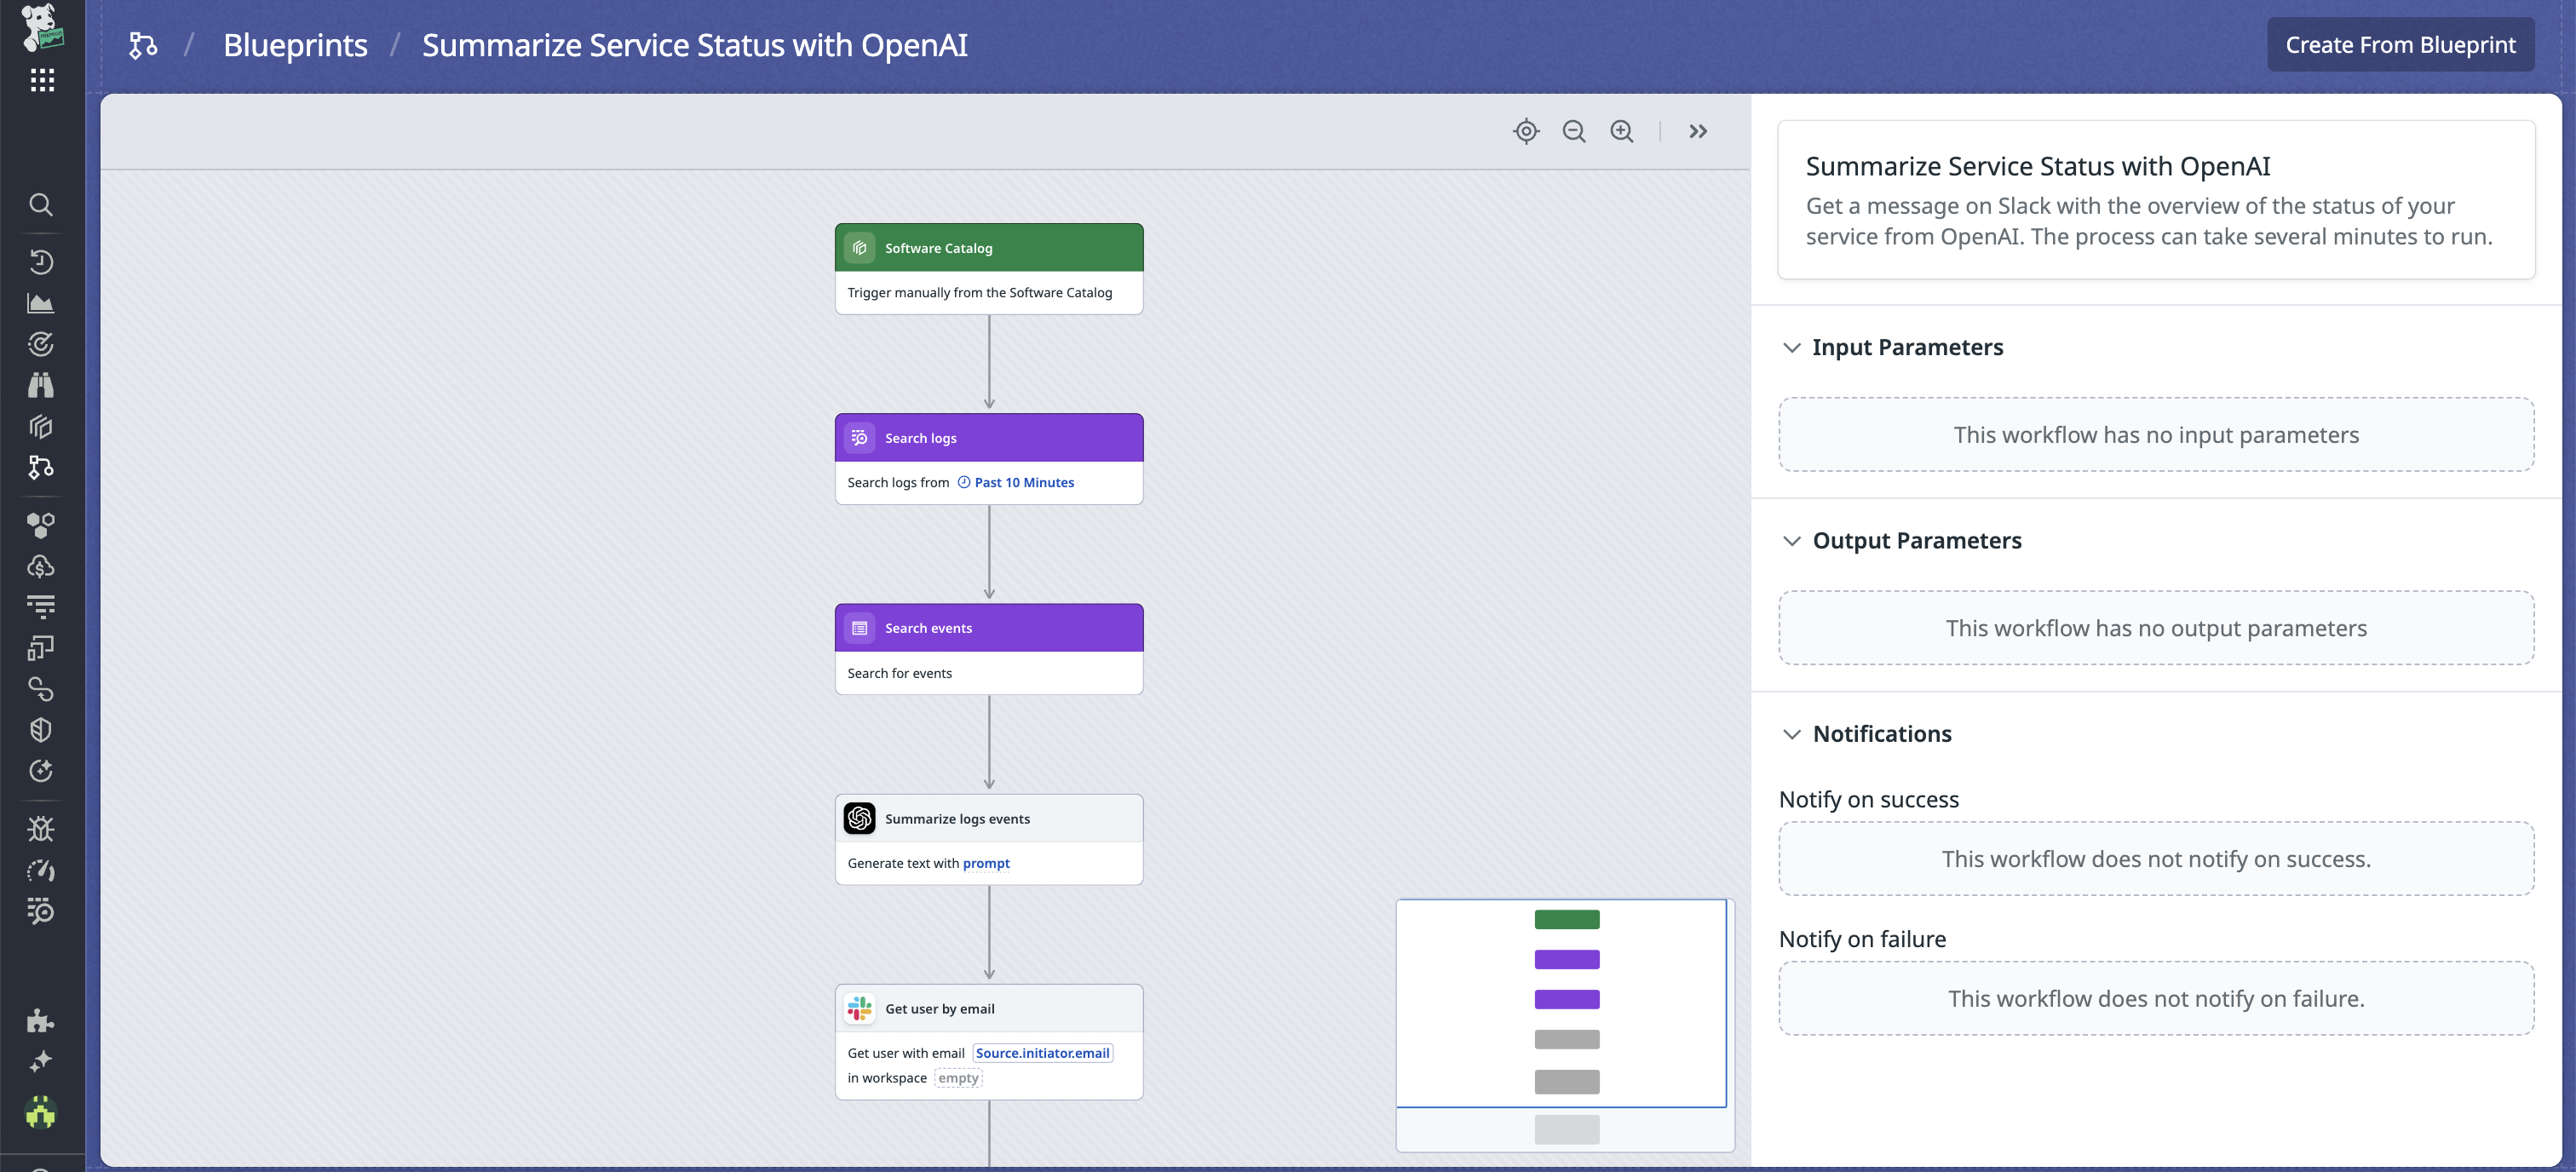 / Blueprints / Summarize Service Status with OpenAI
Create From Blueprint
Software Catalog
Trigger manually from the Software Catalog
Search logs
Search logs from Past 10 Minutes
Search events
Search for events
Summarize logs events
Generate text with prompt
Get user by email
Get user with email Source.initiator.email
in workspace empty
Summarize Service Status with OpenAI
Get a message on Slack with the overview of the status of your
service from OpenAI. The process can take several minutes to run.
Input Parameters
This workflow has no input parameters
Output Parameters
This workflow has no output parameters
Notifications
Notify on success
This workflow does not notify on success.
Notify on failure
This workflow does not notify on failure.